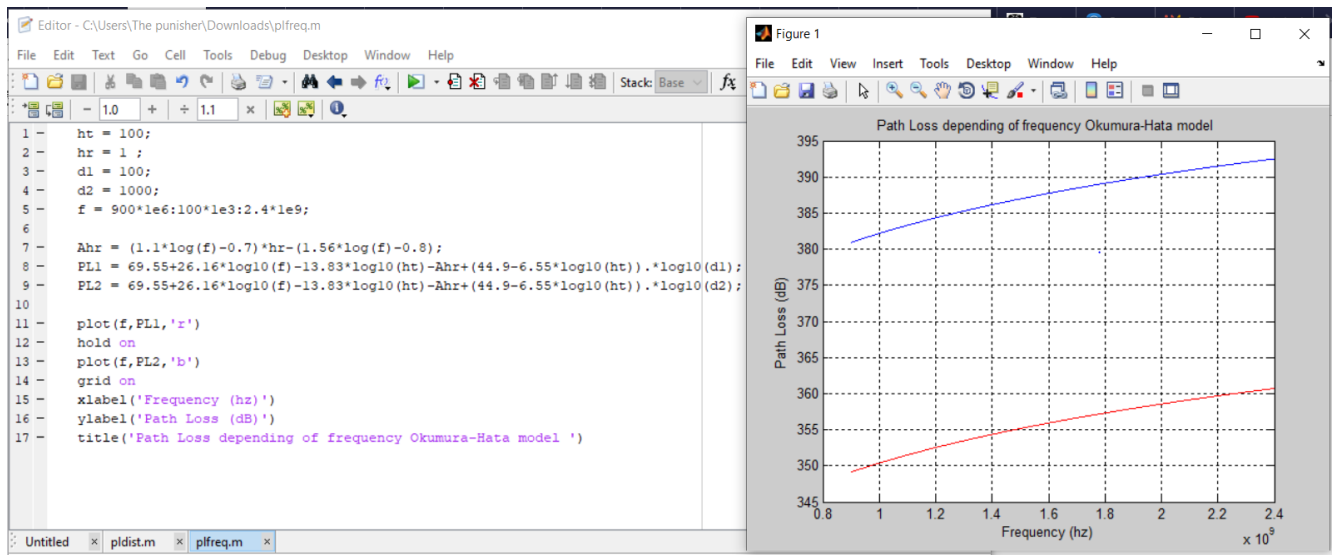 Editor - C:\Users\The punisher\Downloads\plfreq.m
File Edit Text Go Cell Tools Debug Desktop Window Help
Stack: Base fx
- 1.0 + ÷ 1.1 ×
1 - ht = 100;
2 - hr = 1 ;
3 - d1 = 100;
4 - d2 = 1000;
5 - f = 900*1e6:100*1e3:2.4*1e9;
6
7 - Ahr = (1.1*log(f)-0.7)*hr-(1.56*log(f)-0.8);
8 - PL1 = 69.55+26.16*log10(f)-13.83*log10(ht)-Ahr+(44.9-6.55*log10(ht)).*log10(d1);
9 - PL2 = 69.55+26.16*log10(f)-13.83*log10(ht)-Ahr+(44.9-6.55*log10(ht)).*log10(d2);
10
11 - plot(f,PL1,'r')
12 - hold on
13 - plot(f,PL2,'b')
14 - grid on
15 - xlabel('Frequency (hz)')
16 - ylabel('Path Loss (dB)')
17 - title('Path Loss depending of frequency Okumura-Hata model ')
Untitled × pldist.m × plfreq.m ×
Figure 1
File Edit View Insert Tools Desktop Window Help
Path Loss depending of frequency Okumura-Hata model
395
390
385
380
375
370
365
360
355
350
345
Path Loss (dB)
0.8 1 1.2 1.4 1.6 1.8 2 2.2 2.4
Frequency (hz)
x 10^9